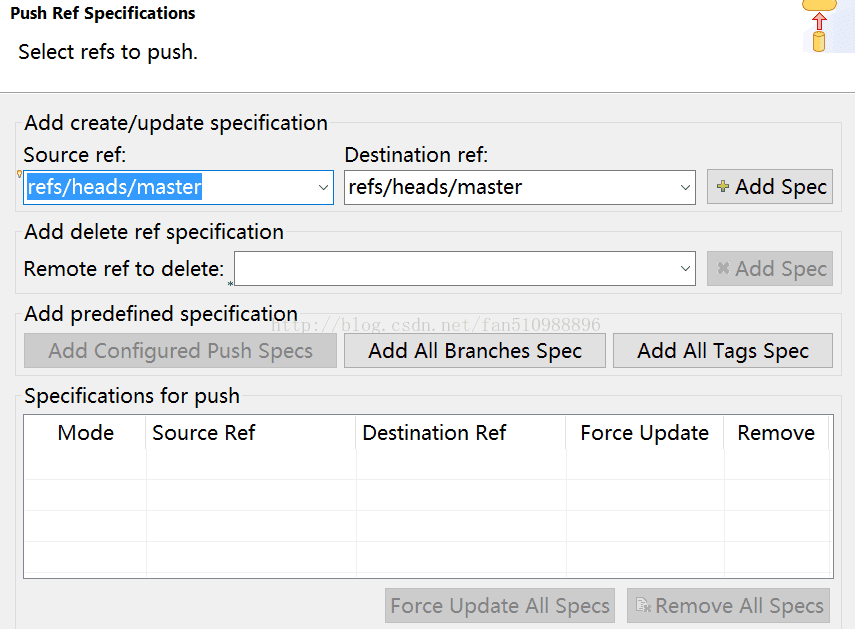 Push Ref Specifications
Select refs to push.
Add create/update specification
Source ref: Destination ref:
refs/heads/master refs/heads/master Add Spec
Add delete ref specification
Remote ref to delete: Add Spec
Add predefined specification
http://blog.csdn.net/fan510988896
Add Configured Push Specs Add All Branches Spec Add All Tags Spec
Specifications for push
Mode Source Ref Destination Ref Force Update Remove
Force Update All Specs Remove All Specs